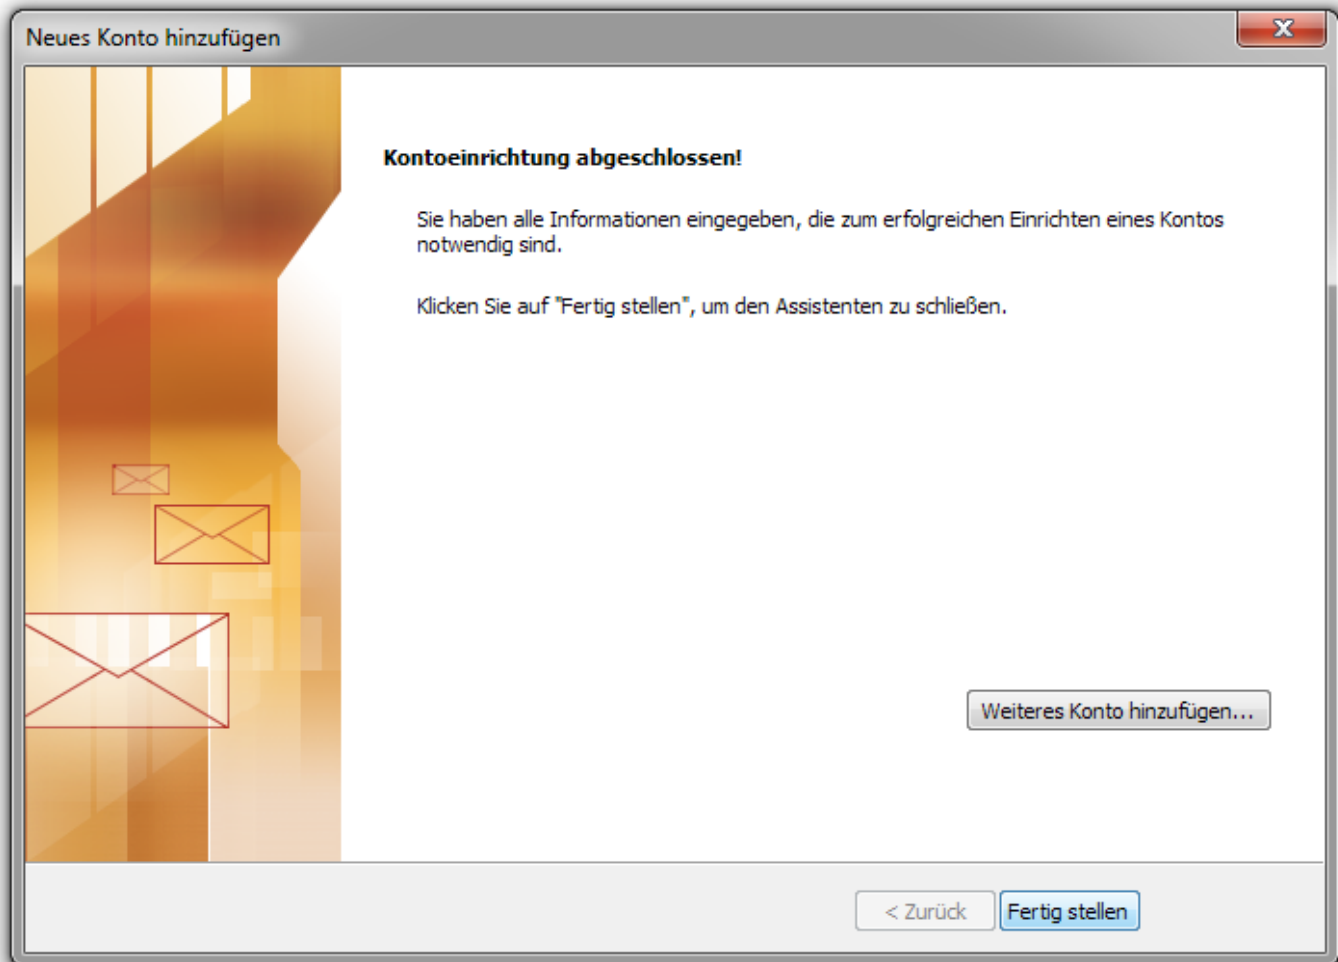 Neues Konto hinzufügen
Kontoeinrichtung abgeschlossen!
Sie haben alle Informationen eingegeben, die zum erfolgreichen Einrichten eines Kontos
notwendig sind.
Klicken Sie auf "Fertig stellen", um den Assistenten zu schließen.
Weiteres Konto hinzufügen...
< Zurück
Fertig stellen